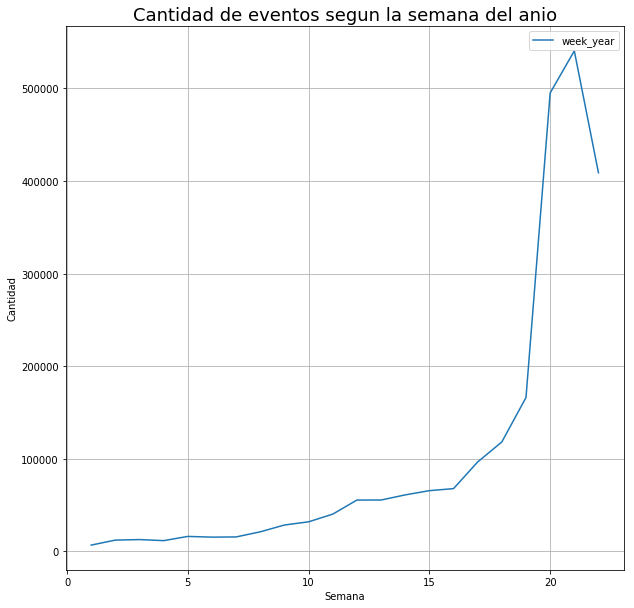 Cantidad de eventos segun la semana del anio
week_year
500000
400000
300000
200000
100000
0
Cantidad
0 5 10 15 20
Semana